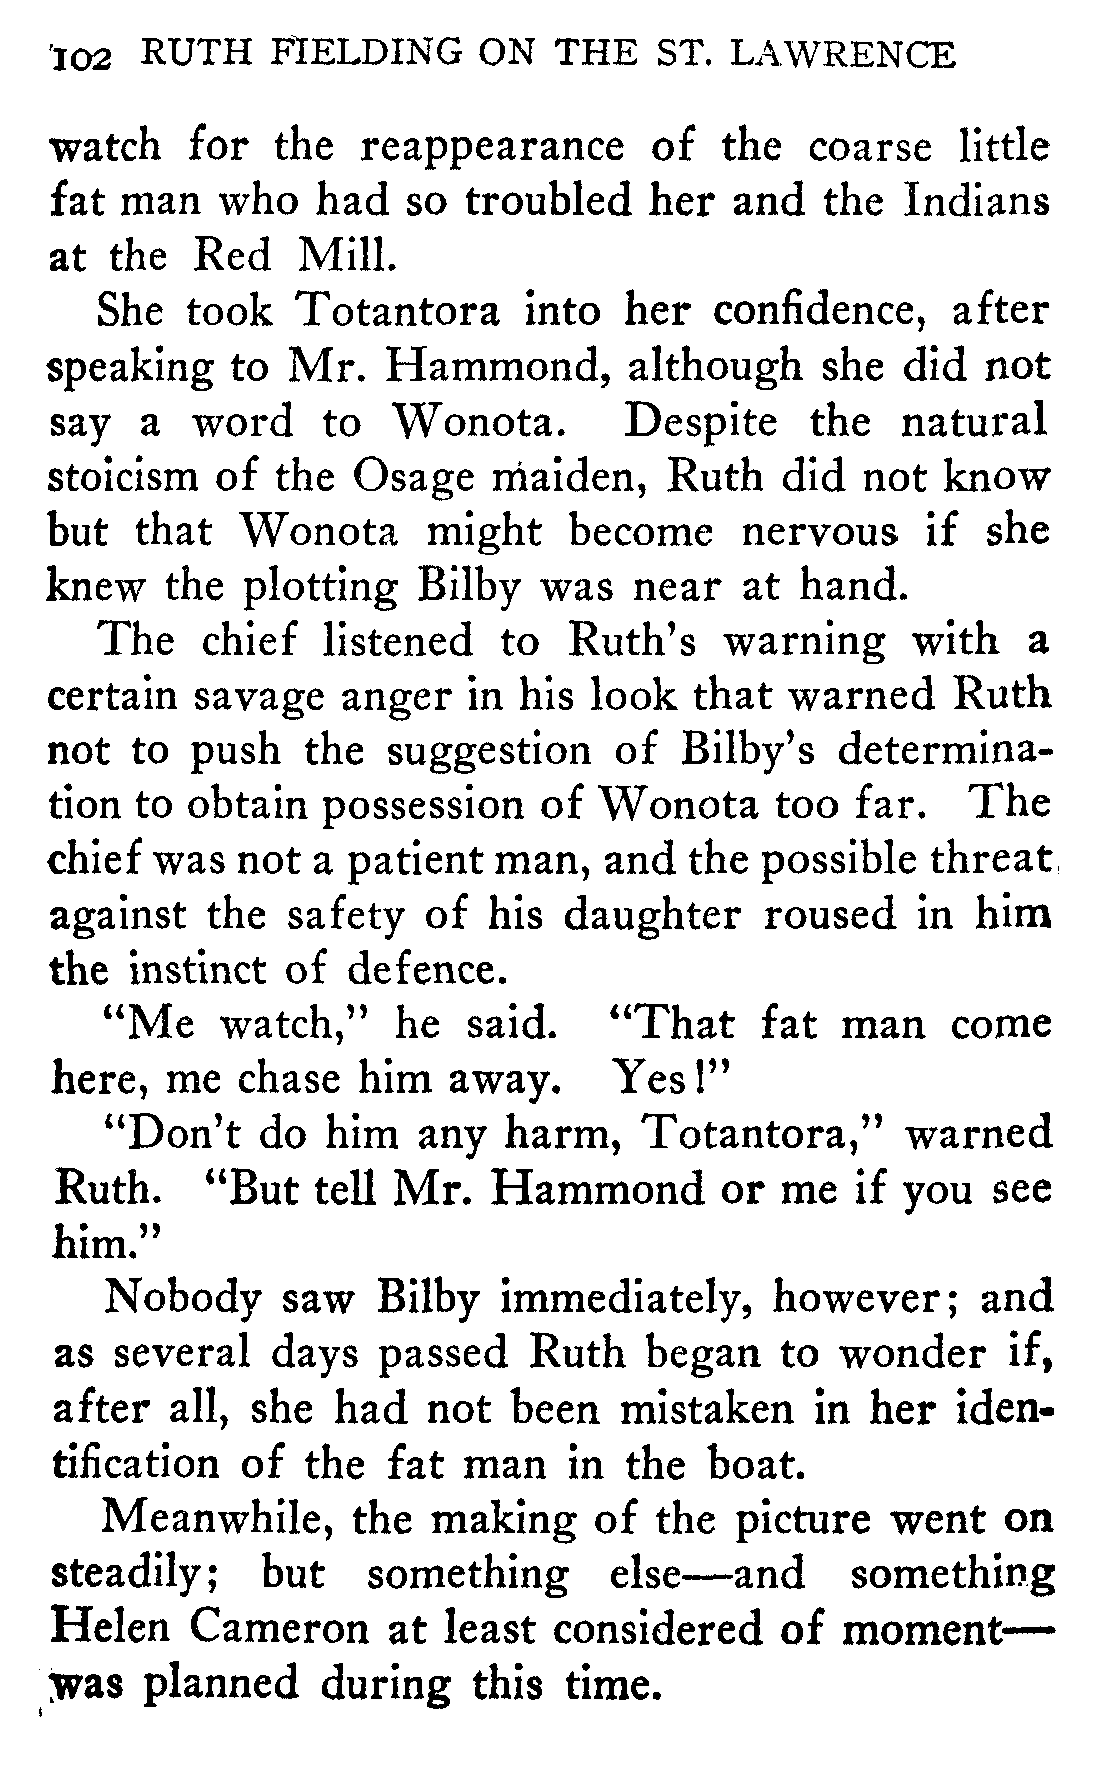 102 RUTH FIELDING ON THE ST. LAWRENCE
watch for the reappearance of the coarse little
fat man who had so troubled her and the Indians
at the Red Mill.
She took Totantora into her confidence, after
speaking to Mr. Hammond, although she did not
say a word to Wonota. Despite the natural
stoicism of the Osage maiden, Ruth did not know
but that Wonota might become nervous if she
knew the plotting Bilby was near at hand.
The chief listened to Ruth's warning with a
certain savage anger in his look that warned Ruth
not to push the suggestion of Bilby's determina-
tion to obtain possession of Wonota too far. The
chief was not a patient man, and the possible threat
against the safety of his daughter roused in him
the instinct of defence.
"Me watch," he said. "That fat man come
here, me chase him away. Yes!"
"Don't do him any harm, Totantora," warned
Ruth. "But tell Mr. Hammond or me if you see
him."
Nobody saw Bilby immediately, however; and
as several days passed Ruth began to wonder if,
after all, she had not been mistaken in her iden-
tification of the fat man in the boat.
Meanwhile, the making of the picture went on
steadily; but something else—and something
Helen Cameron at least considered of moment—
was planned during this time.